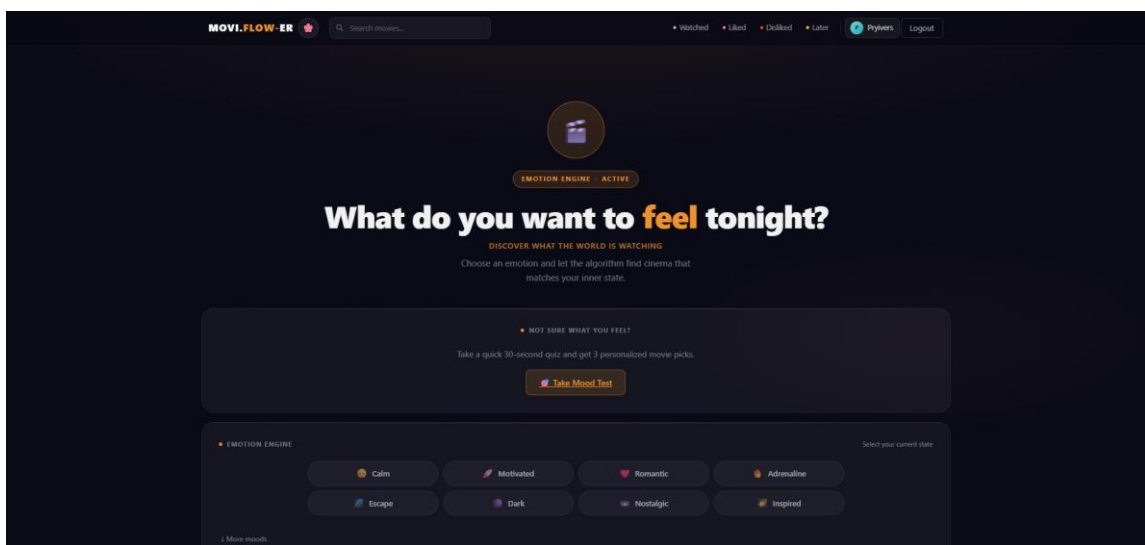 MOVI.FLOW-ER
Search movies...
Watched
Liked
Disliked
Later
Pryivers
Logout
EMOTION ENGINE · ACTIVE
What do you want to feel tonight?
DISCOVER WHAT THE WORLD IS WATCHING
Choose an emotion and let the algorithm find cinema that
matches your inner state.
NOT SURE WHAT YOU FEEL?
Take a quick 30-second quiz and get 3 personalized movie picks.
Take Mood Test
EMOTION ENGINE
Select your current state
Calm
Motivated
Romantic
Adrenaline
Escape
Dark
Nostalgic
Inspired
↓ More moods